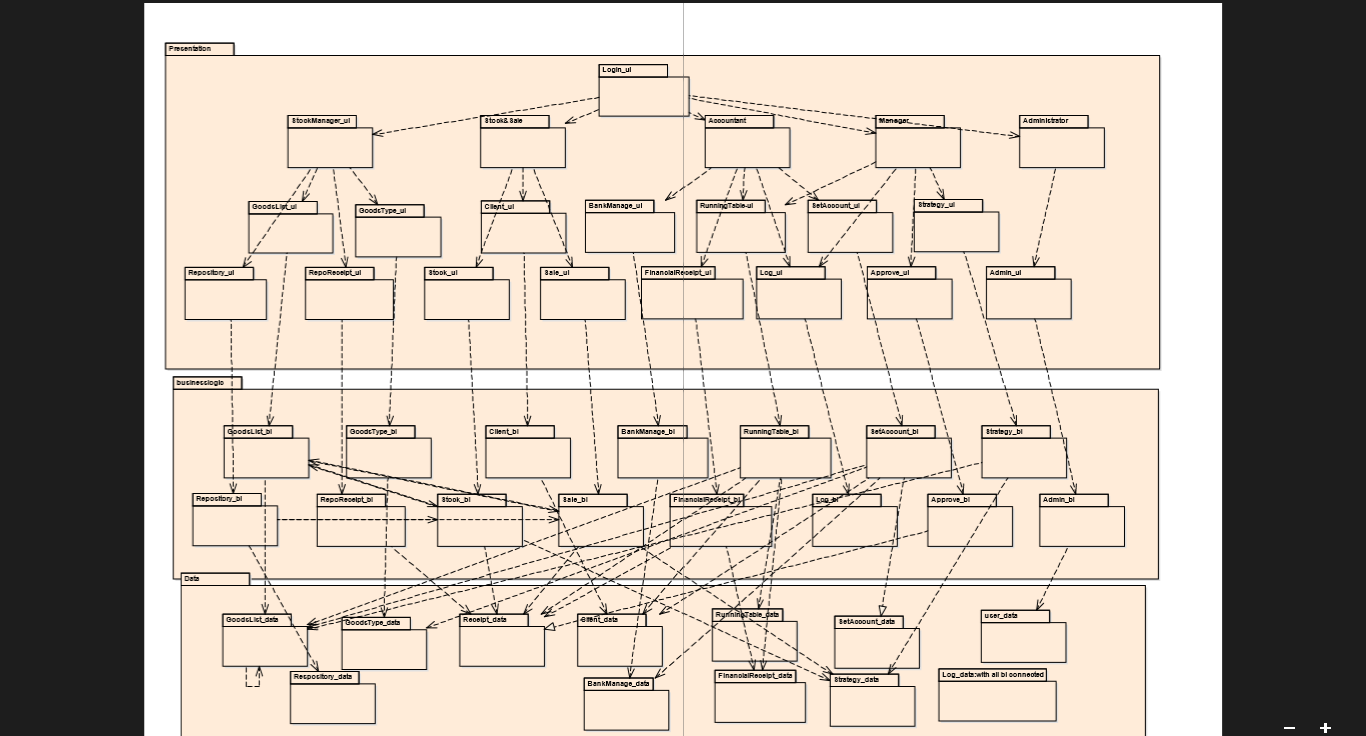 Presentation
Login_ui
StockManager_ui
Stock&Sale
Accountant
Manager
Administrator
GoodsList_ui
GoodsType_ui
Client_ui
BankManage_ui
RunningTable-ui
SetAccount_ui
Strategy_ui
Repository_ui
RepoReceipt_ui
Stock_ui
Sale_ui
FinancialReceipt_ui
Log_ui
Approve_ui
Admin_ui
businesslogic
GoodsList_bl
GoodsType_bl
Client_bl
BankManage_bl
RunningTable_bl
SetAccount_bl
Strategy_bl
Repository_bl
RepoReceipt_bl
Stock_bl
Sale_bl
FinancialReceipt_bl
Log_bl
Approve_bl
Admin_bl
Data
GoodsList_data
GoodsType_data
Receipt_data
Client_data
RunningTable_data
SetAccount_data
user_data
Respository_data
BankManage_data
FinancialReceipt_data
Strategy_data
Log_data:with all bl connected